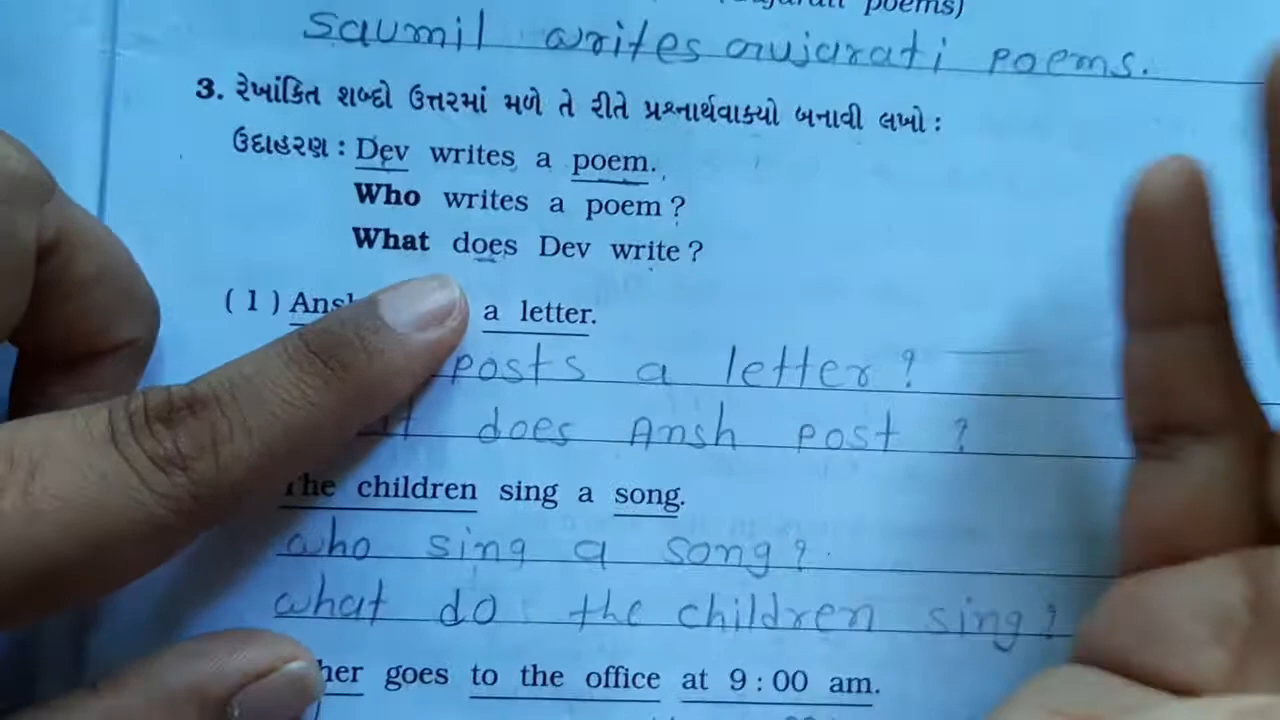 poems)
Saumil writes Gujarati poems.
3. રેખાંકિત શબ્દો ઉત્તરમાં મળે તે રીતે પ્રશ્નાર્થવાક્યો બનાવી લખો :
ઉદાહરણ : Dev writes a poem.
Who writes a poem ?
What does Dev write ?
( 1 ) a letter.
posts a letter ?
does Ansh post ?
The children sing a song.
who sing a song ?
what do the children sing ?
goes to the office at 9 : 00 am.